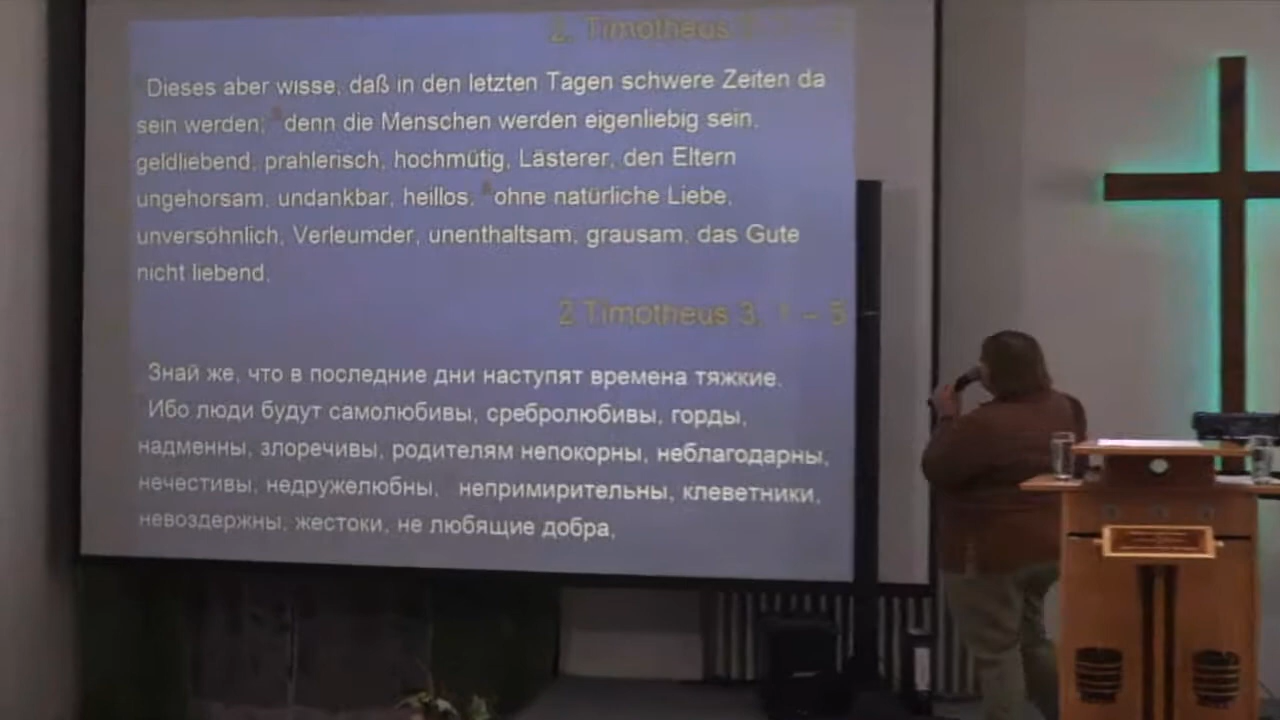 2. Timotheus
Dieses aber wisse, daß in den letzten Tagen schwere Zeiten da
sein werden; denn die Menschen werden eigenliebig sein,
geldliebend, prahlerisch, hochmütig, Lästerer, den Eltern
ungehorsam, undankbar, heillos, ohne natürliche Liebe,
unversöhnlich, Verleumder, unenthaltsam, grausam, das Gute
nicht liebend,
2 Timotheus 3, 1 – 5
Знай же, что в последние дни наступят времена тяжкие.
Ибо люди будут самолюбивы, сребролюбивы, горды,
надменны, злоречивы, родителям непокорны, неблагодарны,
нечестивы, недружелюбны, непримирительны, клеветники,
невоздержны, жестоки, не любящие добра,